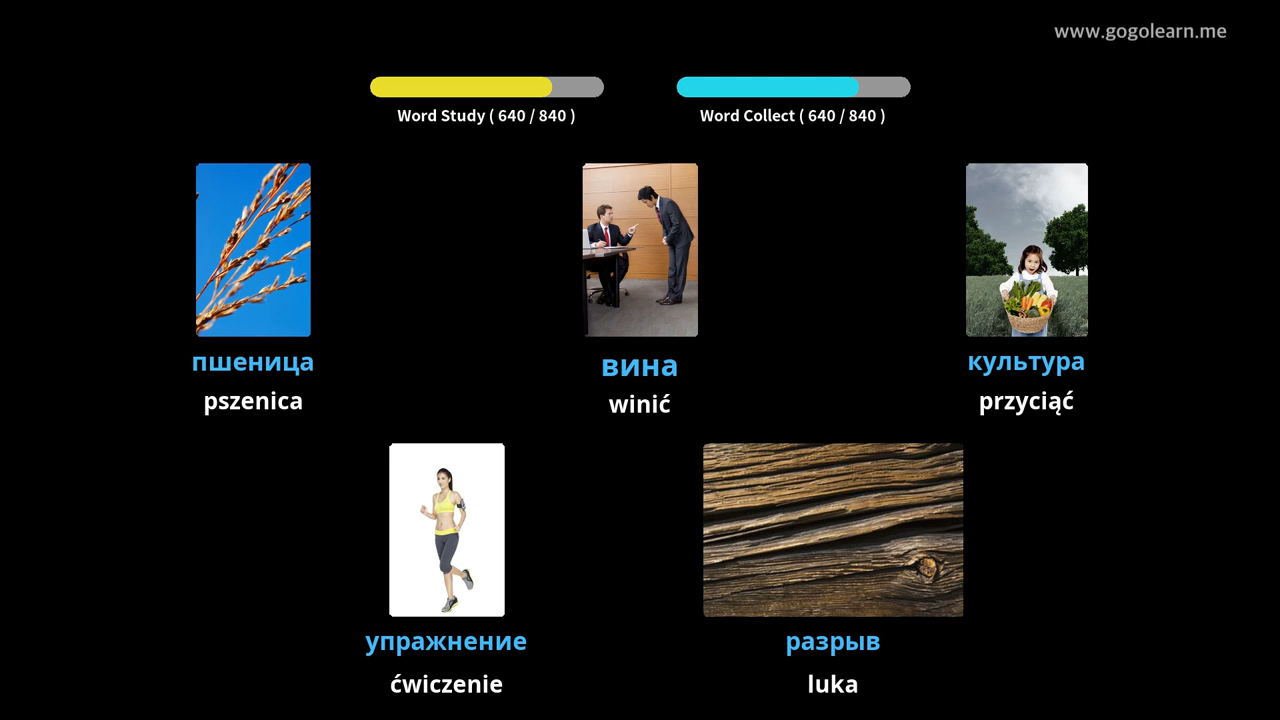 www.gogolearn.me
Word Study ( 640 / 840 )
Word Collect ( 640 / 840 )
пшеница
pszenica
вина
winić
культура
przyciąć
упражнение
ćwiczenie
разрыв
luka